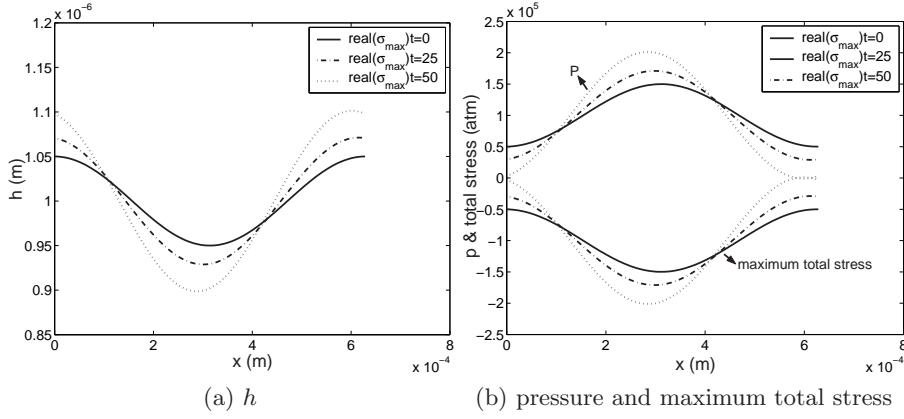 x 10⁻⁶
1.2
1.15
1.1
1.05
1
0.95
0.9
0.85
h (m)
0
2
4
6
8
x (m)
x 10⁻⁴
real(σmax)t=0
real(σmax)t=25
real(σmax)t=50
(a) h
x 10⁵
2.5
2
1.5
1
0.5
0
−0.5
−1
−1.5
−2
−2.5
p & total stress (atm)
0
2
4
6
8
x (m)
x 10⁻⁴
real(σmax)t=0
real(σmax)t=25
real(σmax)t=50
P
maximum total stress
(b) pressure and maximum total stress